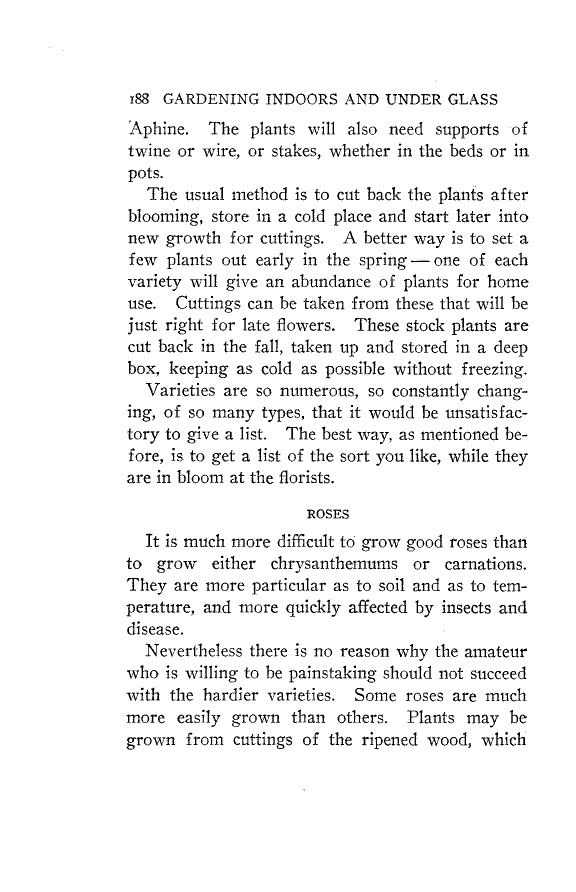 188 GARDENING INDOORS AND UNDER GLASS
Aphine. The plants will also need supports of
twine or wire, or stakes, whether in the beds or in
pots.
The usual method is to cut back the plants after
blooming, store in a cold place and start later into
new growth for cuttings. A better way is to set a
few plants out early in the spring — one of each
variety will give an abundance of plants for home
use. Cuttings can be taken from these that will be
just right for late flowers. These stock plants are
cut back in the fall, taken up and stored in a deep
box, keeping as cold as possible without freezing.
Varieties are so numerous, so constantly chang-
ing, of so many types, that it would be unsatisfac-
tory to give a list. The best way, as mentioned be-
fore, is to get a list of the sort you like, while they
are in bloom at the florists.
ROSES
It is much more difficult to grow good roses than
to grow either chrysanthemums or carnations.
They are more particular as to soil and as to tem-
perature, and more quickly affected by insects and
disease.
Nevertheless there is no reason why the amateur
who is willing to be painstaking should not succeed
with the hardier varieties. Some roses are much
more easily grown than others. Plants may be
grown from cuttings of the ripened wood, which